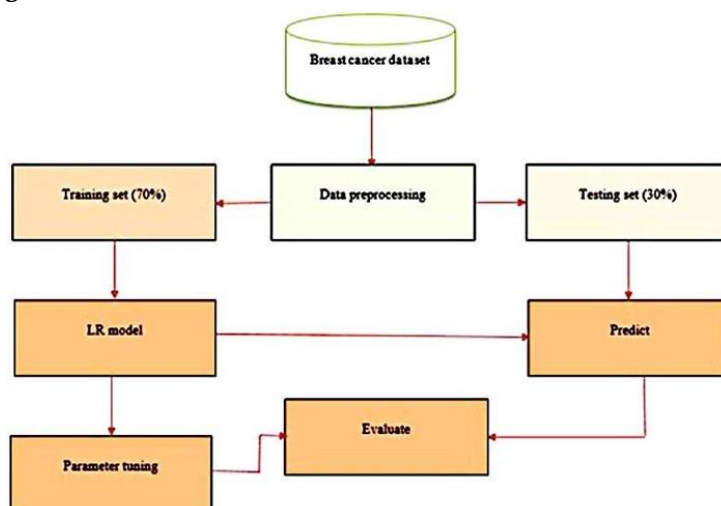 Breast cancer dataset
Training set (70%)
Data preprocessing
Testing set (30%)
LR model
Predict
Evaluate
Parameter tuning